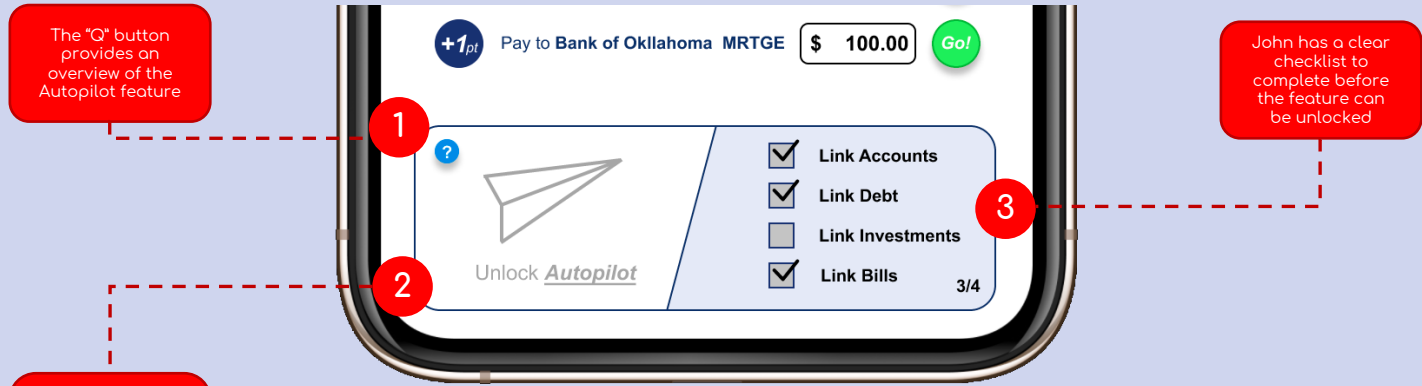 The “Q“ button
provides an
overview of the
Autopilot feature
+1pt Pay to Bank of Okllahoma MRTGE $ 100.00 Go!
John has a clear
checklist to
complete before
the feature can
be unlocked
1
?
Unlock Autopilot
2
Link Accounts
Link Debt
Link Investments
Link Bills
3/4
3